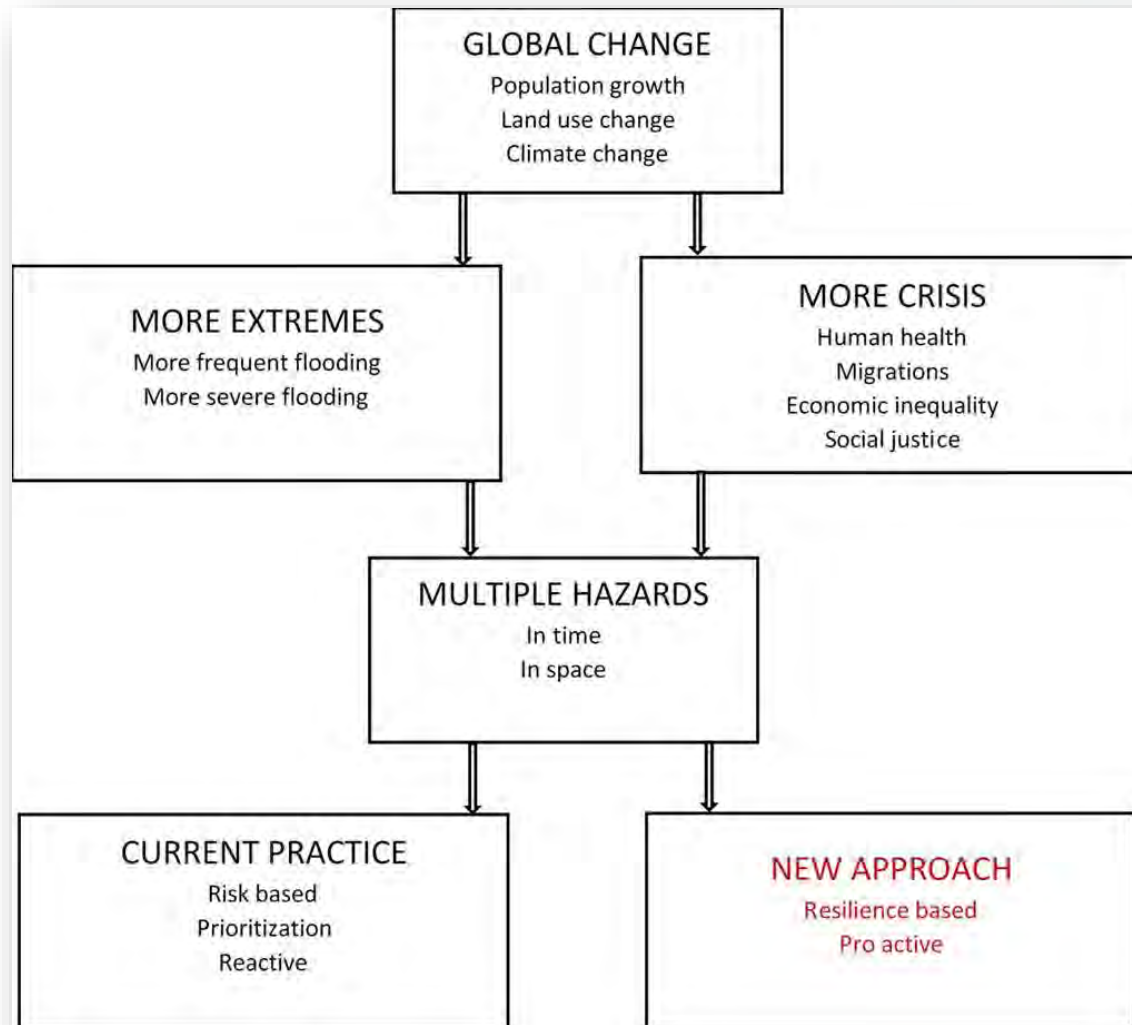 GLOBAL CHANGE
Population growth
Land use change
Climate change
MORE EXTREMES
More frequent flooding
More severe flooding
MORE CRISIS
Human health
Migrations
Economic inequality
Social justice
MULTIPLE HAZARDS
In time
In space
CURRENT PRACTICE
Risk based
Prioritization
Reactive
NEW APPROACH
Resilience based
Pro active